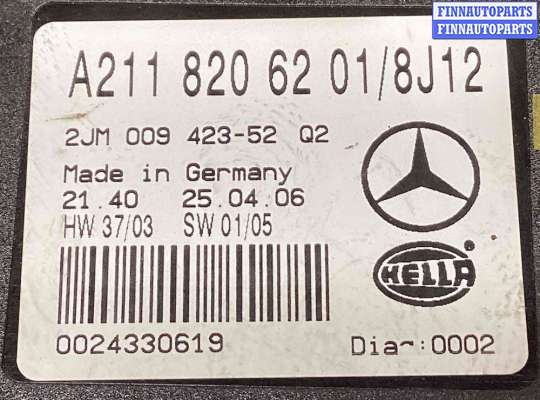 FINNAUTOPARTS
FINNAUTOPARTS
A211 820 62 01/8J12
2JM 009 423-52 Q2
Made in Germany
21.40 25.04.06
HW 37/03 SW 01/05
HELLA
0024330619
Dia~:0002